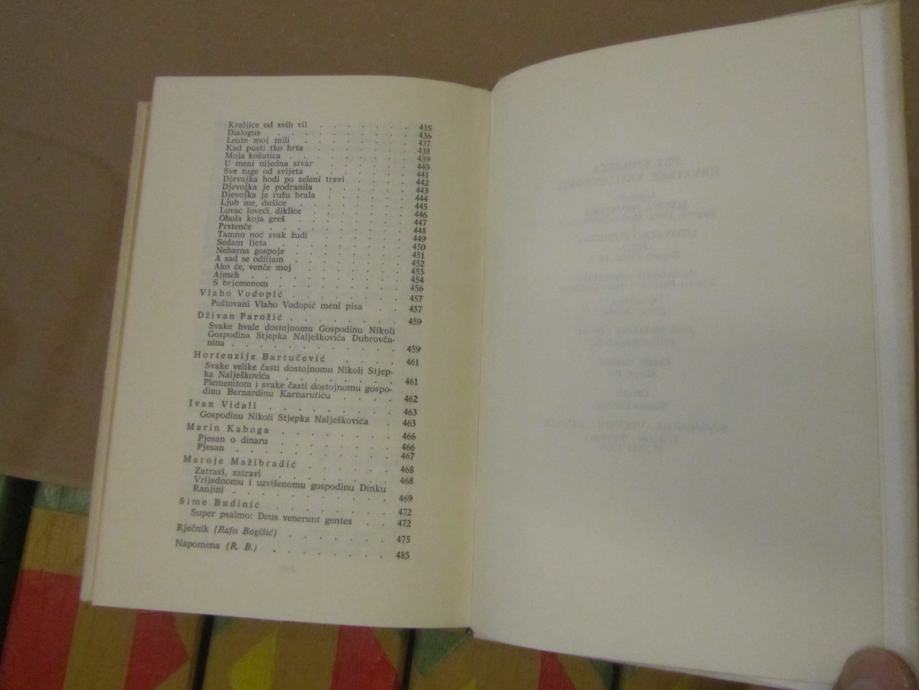 Kraljice od svih vil . . . . . . . . 435
Dialogus . . . . . . . . 436
Leute moj mili . . . . . . . . 437
Kad pusti tko hrta . . . . . . . . 438
Moja košutica . . . . . . . . 439
U meni nijedna stvar . . . . . . . . 440
Sve tuge od svijeta . . . . . . . . 441
Djevojka hodi po zeleni travi . . . . . . 442
Djevojka je podranila . . . . . . . 443
Djevojka je ružu brala . . . . . . . 444
Ljub me, dušice . . . . . . . . 445
Lovac loveći, diklice . . . . . . . 446
Ohola koja greš . . . . . . . . 447
Prstenče . . . . . . . . 448
Tamnu noć svak žudi . . . . . . . 449
Sedam ljeta . . . . . . . . 450
Neharna gospoje . . . . . . . . 451
A sad se odiljam . . . . . . . . 452
Ako će, venče moj . . . . . . . . 453
Ajmeh . . . . . . . . 454
S brjemenom . . . . . . . . 456
Vlaho Vodopić . . . . . . . . 457
Poštovani Vlaho Vodopić meni pisa . . . . 457
Dživan Parožić . . . . . . . . 459
Svake hvale dostojnomu Gospodinu Nikoli
Gospodina Stjepka Nalješkovića Dubrovča-
nina . . . . . . . . 459
Hortenzije Bartučević . . . . . . 461
Svake velike časti dostojnomu Nikoli Stjep-
ka Nalješkovića . . . . . . . 461
Plemenitom i svake časti dostojnomu gospo-
dinu Bernardinu Karnarutiću . . . . . 462
Ivan Vidali . . . . . . . . 463
Gospodinu Nikoli Stjepka Nalješkovića . . 463
Marin Kaboga . . . . . . . . 466
Pjesan o dinaru . . . . . . . . 466
Pjesan . . . . . . . . 467
Maroje Mažibradić . . . . . . . 468
Zatravi, zatravi . . . . . . . . 468
Vrijednomu i uzvišenomu gospodinu Dinku
Ranjini . . . . . . . . 469
Šime Budinić . . . . . . . . 472
Super psalmo: Deus venerunt gentes . . . 472
Rječnik (Rafo Bogišić) . . . . . . . 475
Napomena (R. B.) . . . . . . . . 485